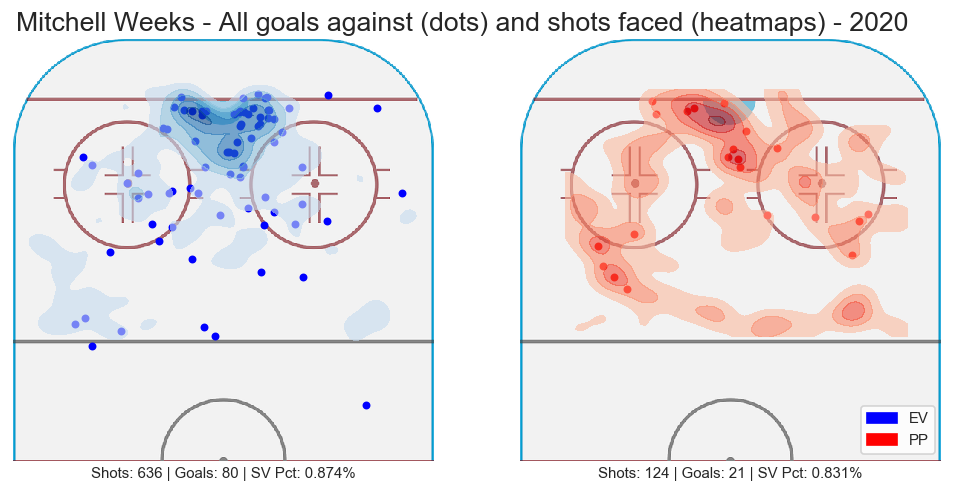 Mitchell Weeks - All goals against (dots) and shots faced (heatmaps) - 2020
EV
PP
Shots: 636 | Goals: 80 | SV Pct: 0.874%
Shots: 124 | Goals: 21 | SV Pct: 0.831%